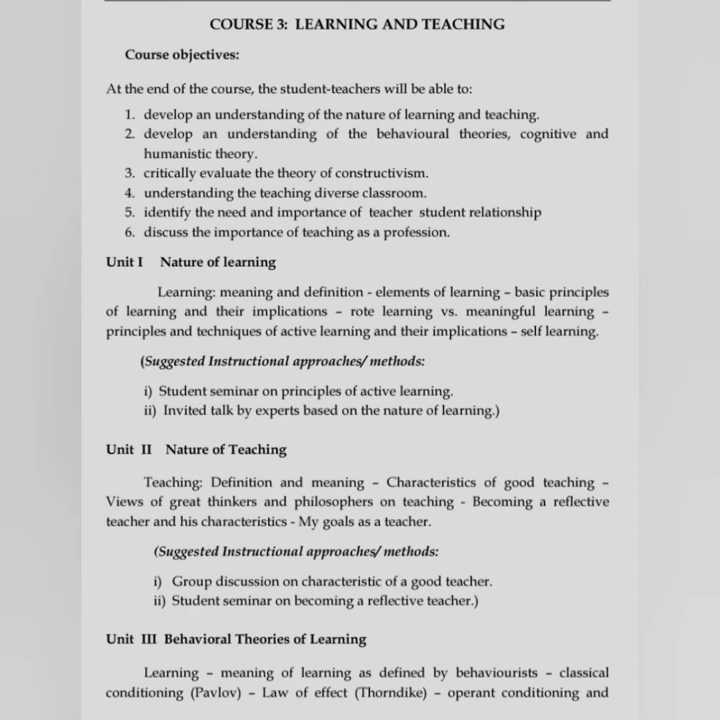 COURSE 3: LEARNING AND TEACHING
Course objectives:
At the end of the course, the student-teachers will be able to:
1. develop an understanding of the nature of learning and teaching.
2. develop an understanding of the behavioural theories, cognitive and
humanistic theory.
3. critically evaluate the theory of constructivism.
4. understanding the teaching diverse classroom.
5. identify the need and importance of teacher student relationship
6. discuss the importance of teaching as a profession.
Unit I Nature of learning
Learning: meaning and definition - elements of learning – basic principles
of learning and their implications – rote learning vs. meaningful learning –
principles and techniques of active learning and their implications – self learning.
(Suggested Instructional approaches/ methods:
i) Student seminar on principles of active learning.
ii) Invited talk by experts based on the nature of learning.)
Unit II Nature of Teaching
Teaching: Definition and meaning – Characteristics of good teaching –
Views of great thinkers and philosophers on teaching - Becoming a reflective
teacher and his characteristics - My goals as a teacher.
(Suggested Instructional approaches/ methods:
i) Group discussion on characteristic of a good teacher.
ii) Student seminar on becoming a reflective teacher.)
Unit III Behavioral Theories of Learning
Learning – meaning of learning as defined by behaviourists – classical
conditioning (Pavlov) – Law of effect (Thorndike) – operant conditioning and